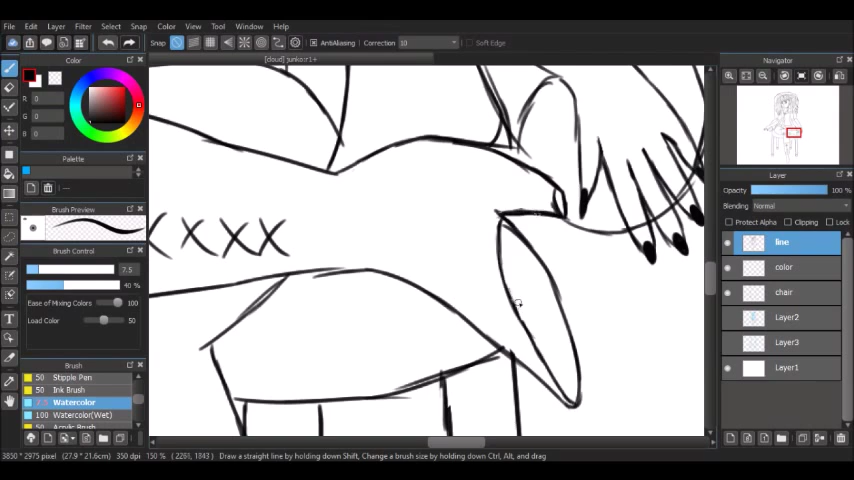 File Edit Layer Filter Select Snap Color View Tool Window Help
Snap AntiAliasing Correction 10 Soft Edge
[cloud] junko:r1+
Color
R 0
G 0
B 0
Palette
Brush Preview
Brush Control
7.5
40 %
Ease of Mixing Colors 100
Load Color 50
Brush
50 Stipple Pen
50 Ink Brush
7.5 Watercolor
100 Watercolor(Wet)
50 Acrylic Brush
XXXX
Navigator
Layer
Opacity 100 %
Blending Normal
Protect Alpha Clipping Lock
line
color
chair
Layer2
Layer3
Layer1
3850 * 2975 pixel (27.9 * 21.6cm) 350 dpi 150 % ( 2281, 1843 ) Draw a straight line by holding down Shift, Change a brush size by holding down Ctrl, Alt, and drag